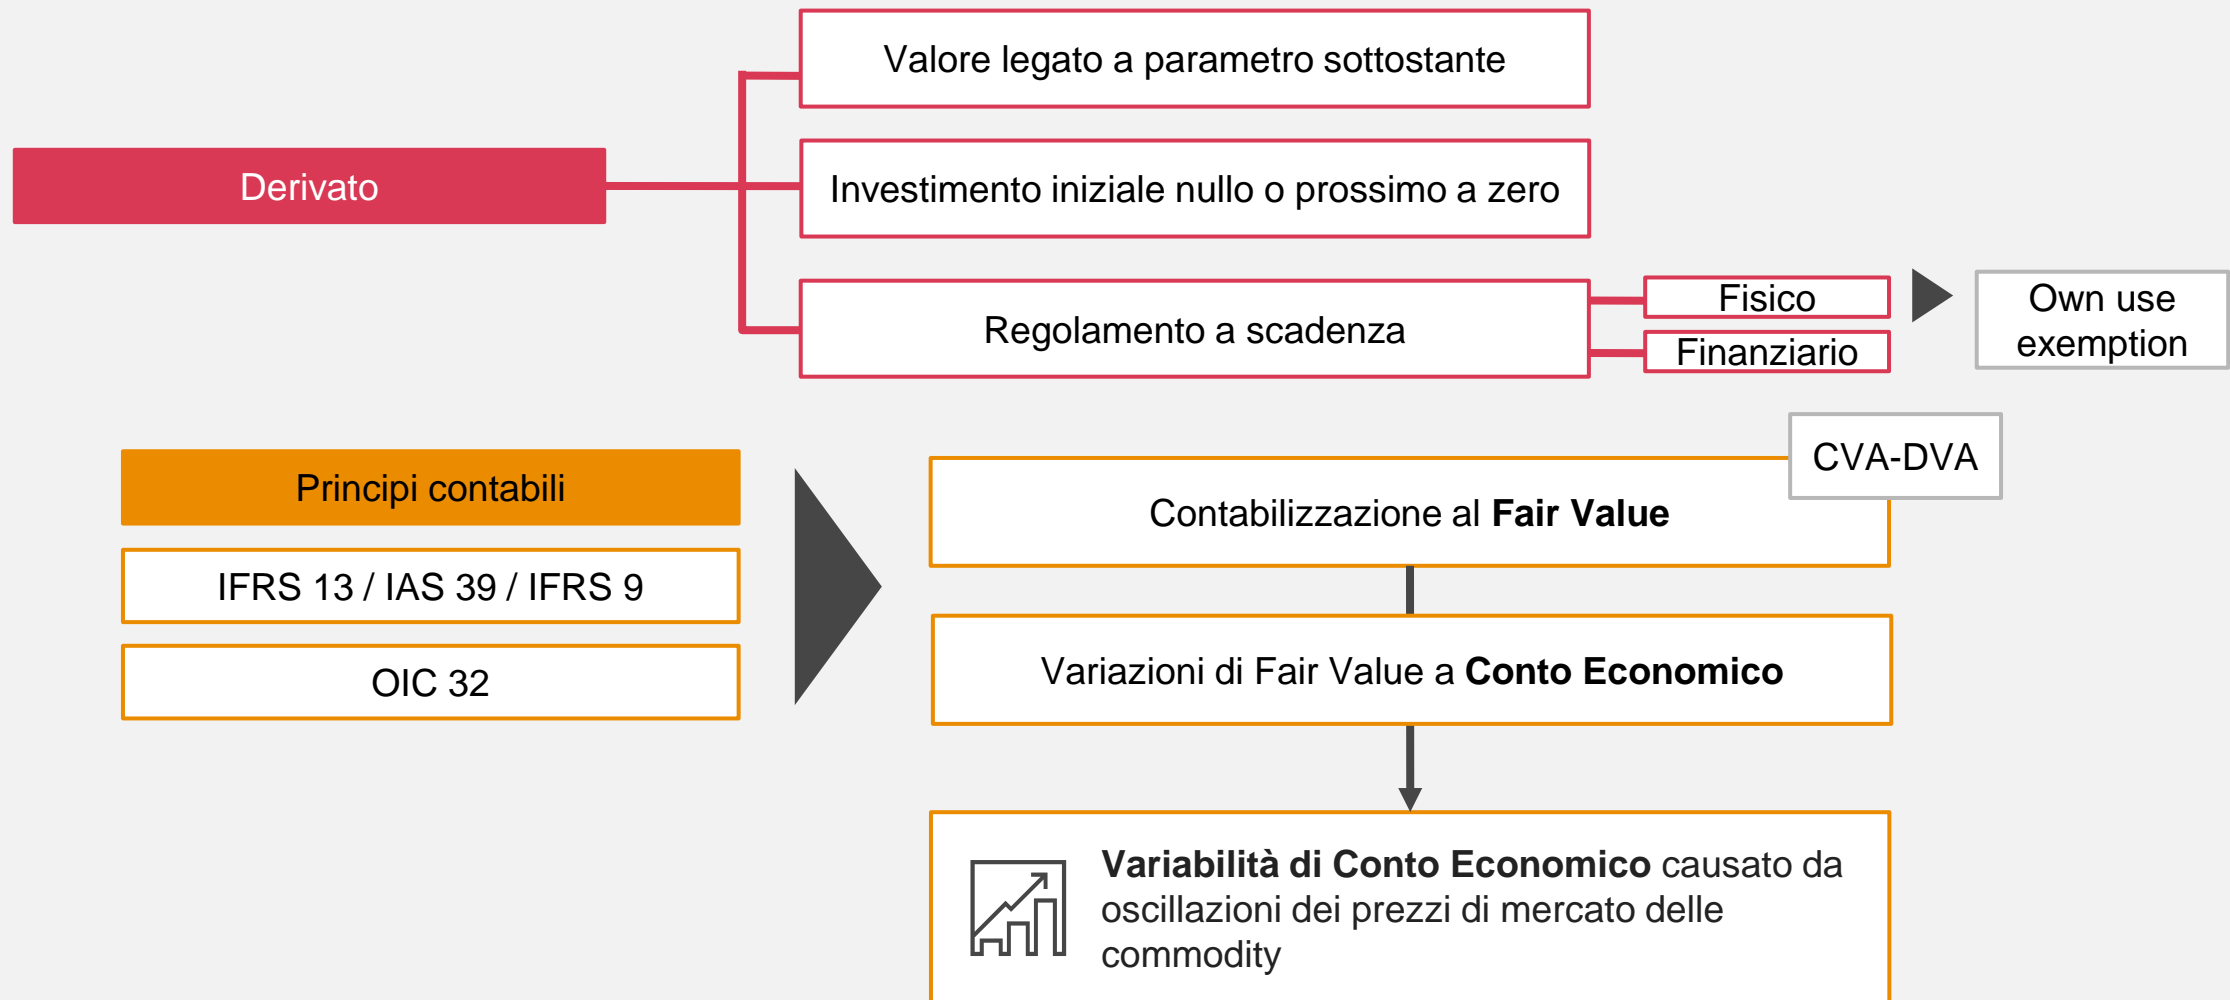 Valore legato a parametro sottostante
Derivato
Investimento iniziale nullo o prossimo a zero
Regolamento a scadenza
Fisico
Finanziario
Own use
exemption
Principi contabili
IFRS 13 / IAS 39 / IFRS 9
OIC 32
CVA-DVA
Contabilizzazione al Fair Value
Variazioni di Fair Value a Conto Economico
Variabilità di Conto Economico causato da
oscillazioni dei prezzi di mercato delle
commodity